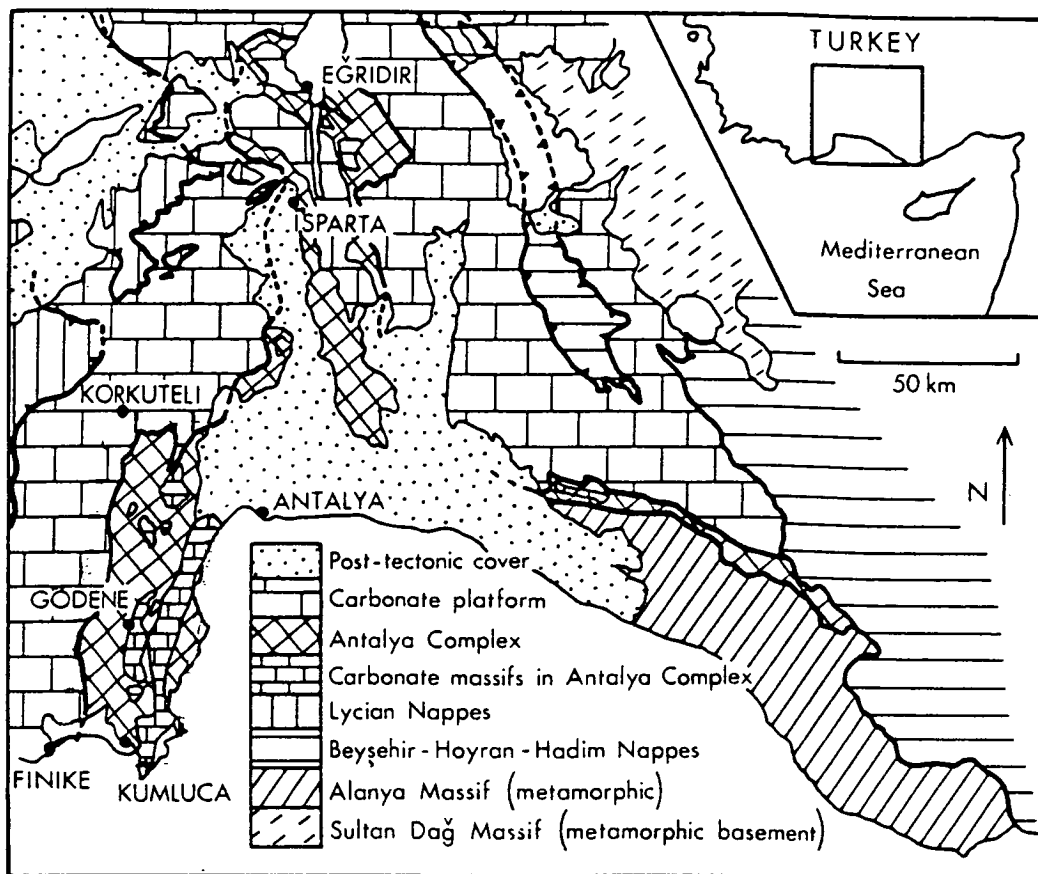 TURKEY
EĞRIDIR
ISPARTA
Mediterranean
Sea
50 km
KORKUTELI
N
ANTALYA
GÖDENE
FINIKE
KUMLUCA
Post-tectonic cover
Carbonate platform
Antalya Complex
Carbonate massifs in Antalya Complex
Lycian Nappes
Beyşehir-Hoyran-Hadim Nappes
Alanya Massif (metamorphic)
Sultan Dağ Massif (metamorphic basement)